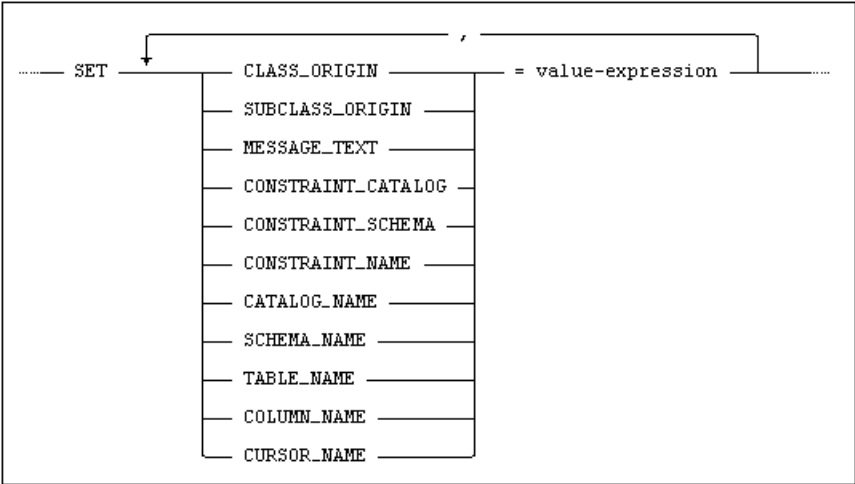 ,
SET CLASS_ORIGIN = value-expression
SUBCLASS_ORIGIN
MESSAGE_TEXT
CONSTRAINT_CATALOG
CONSTRAINT_SCHEMA
CONSTRAINT_NAME
CATALOG_NAME
SCHEMA_NAME
TABLE_NAME
COLUMN_NAME
CURSOR_NAME